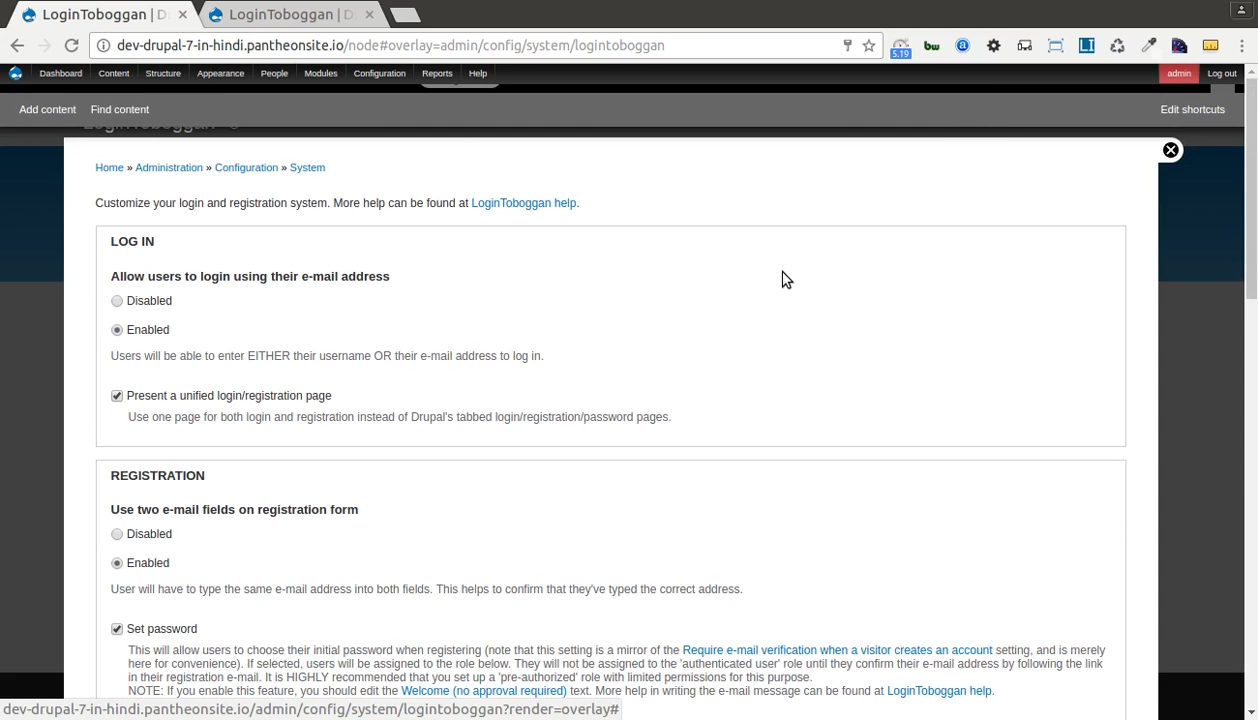 LoginToboggan | D
LoginToboggan | D
dev-drupal-7-in-hindi.pantheonsite.io/node#overlay=admin/config/system/logintoboggan
5.19
bw
a
LI
Dashboard Content Structure Appearance People Modules Configuration Reports Help admin Log out
Add content Find content Edit shortcuts
LoginToboggan
Home » Administration » Configuration » System
Customize your login and registration system. More help can be found at LoginToboggan help.
LOG IN
Allow users to login using their e-mail address
Disabled
Enabled
Users will be able to enter EITHER their username OR their e-mail address to log in.
Present a unified login/registration page
Use one page for both login and registration instead of Drupal's tabbed login/registration/password pages.
REGISTRATION
Use two e-mail fields on registration form
Disabled
Enabled
User will have to type the same e-mail address into both fields. This helps to confirm that they've typed the correct address.
Set password
This will allow users to choose their initial password when registering (note that this setting is a mirror of the Require e-mail verification when a visitor creates an account setting, and is merely
here for convenience). If selected, users will be assigned to the role below. They will not be assigned to the 'authenticated user' role until they confirm their e-mail address by following the link
in their registration e-mail. It is HIGHLY recommended that you set up a 'pre-authorized' role with limited permissions for this purpose.
NOTE: If you enable this feature, you should edit the Welcome (no approval required) text. More help in writing the e-mail message can be found at LoginToboggan help.
dev-drupal-7-in-hindi.pantheonsite.io/admin/config/system/logintoboggan?render=overlay#